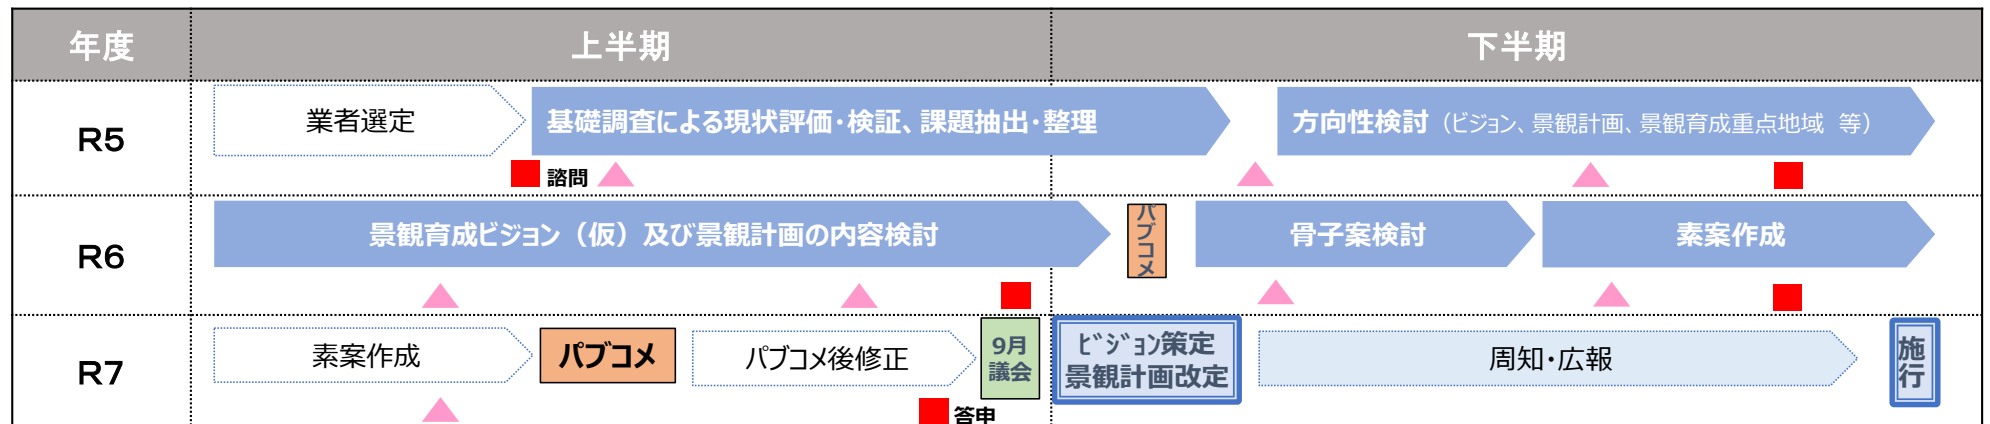 年度
上半期
下半期
R5
業者選定
基礎調査による現状評価・検証、課題抽出・整理
方向性検討（ビジョン、景観計画、景観育成重点地域　等）
諮問
R6
景観育成ビジョン（仮）及び景観計画の内容検討
パブコメ
骨子案検討
素案作成
R7
素案作成
パブコメ
パブコメ後修正
9月
議会
ﾋﾞｼﾞｮﾝ策定
景観計画改定
周知・広報
施行
答申